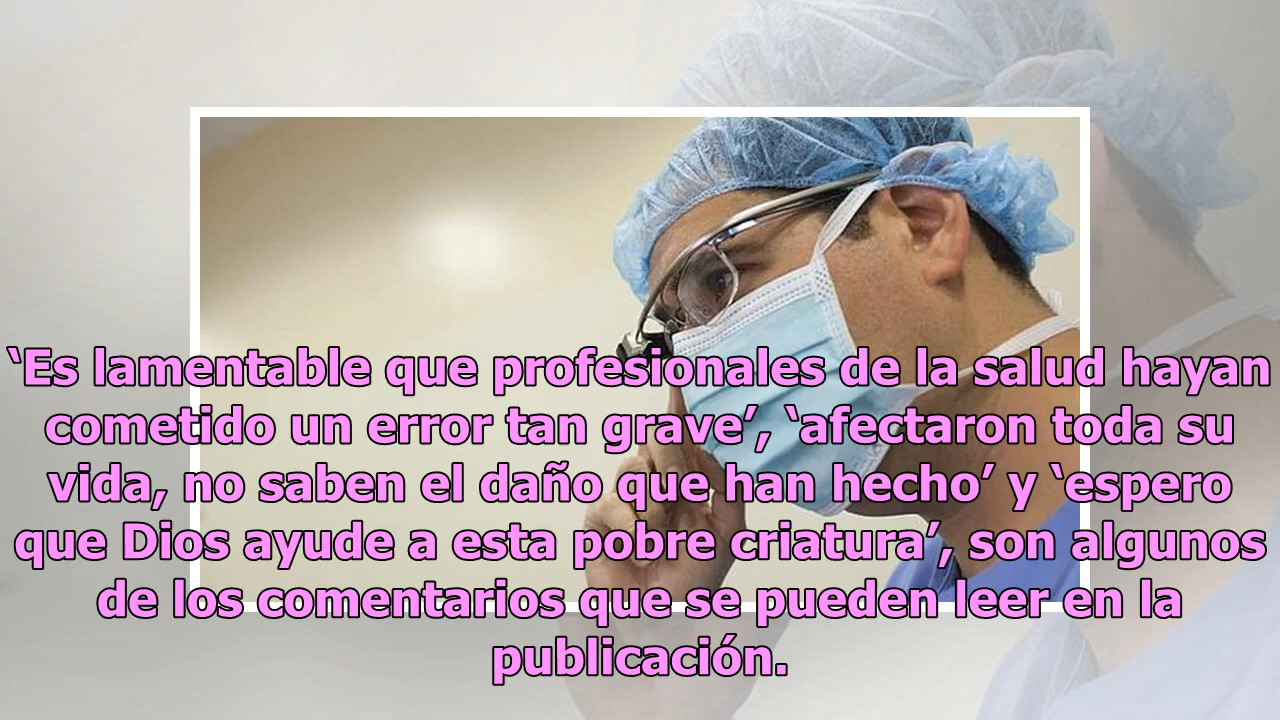 ‘Es lamentable que profesionales de la salud hayan
cometido un error tan grave’, ‘afectaron toda su
vida, no saben el daño que han hecho’ y ‘espero
que Dios ayude a esta pobre criatura’, son algunos
de los comentarios que se pueden leer en la
publicación.